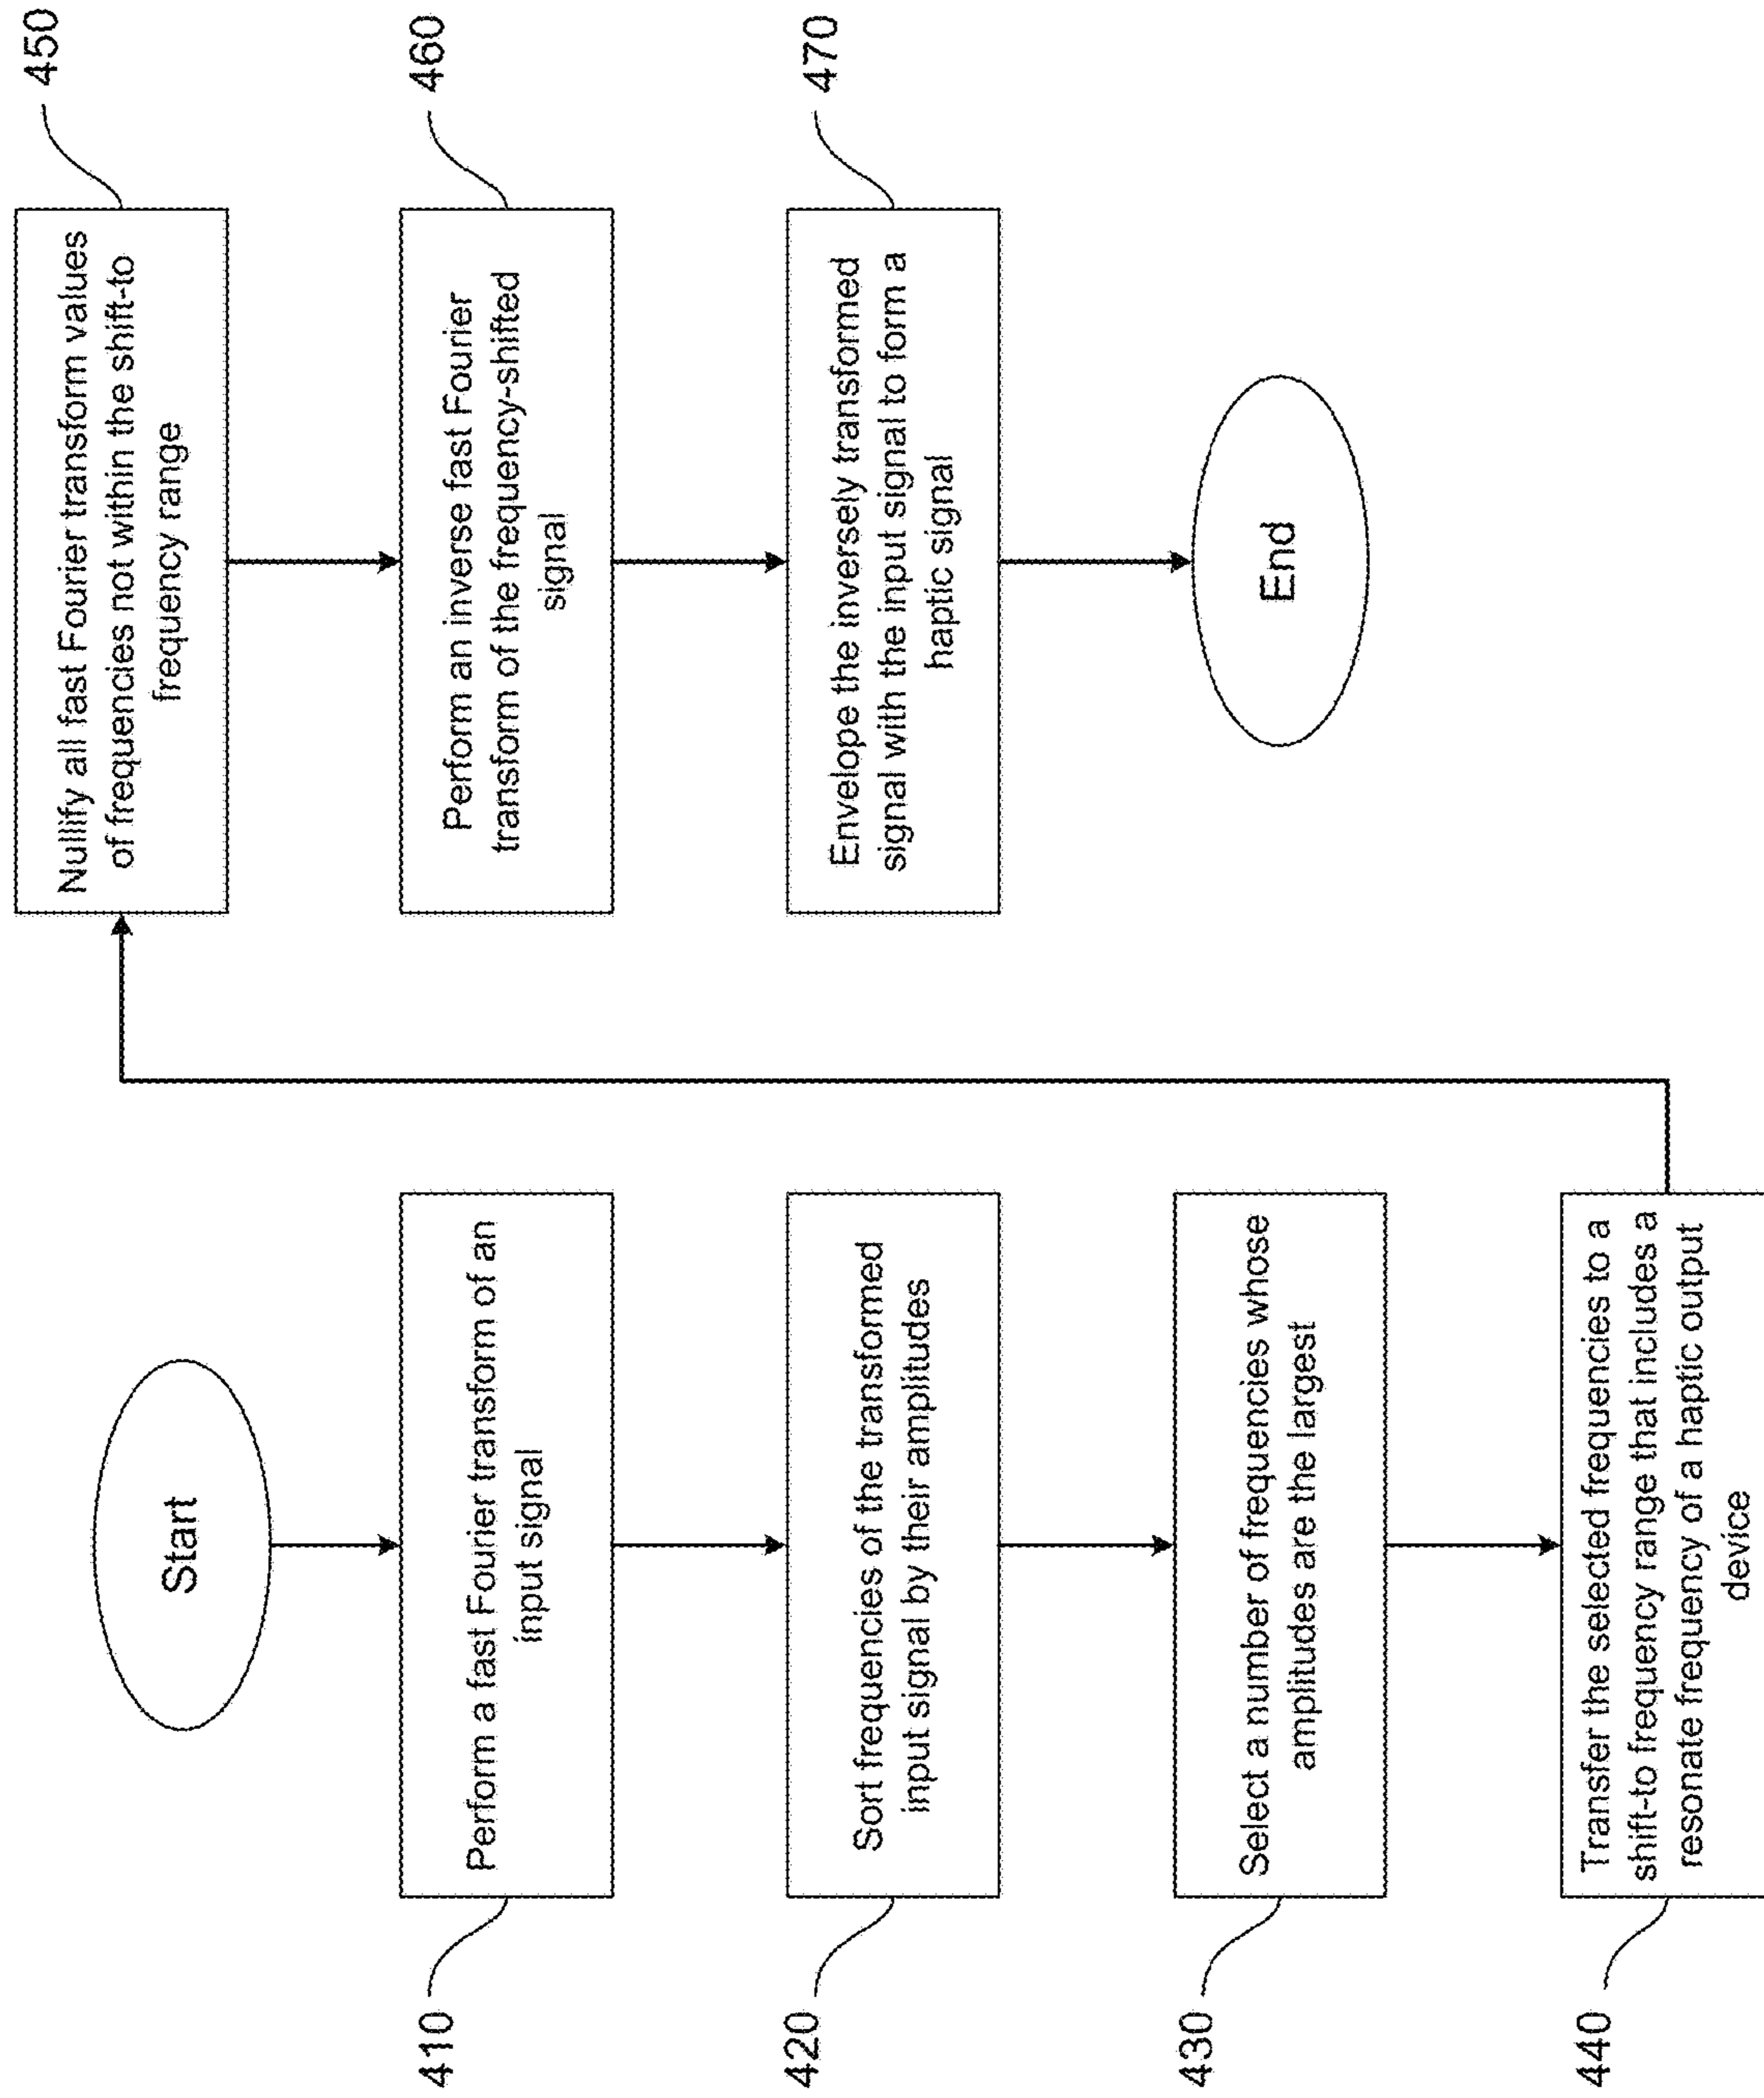 Start
410
Perform a fast Fourier transform of an
input signal
420
Sort frequencies of the transformed
input signal by their amplitudes
430
Select a number of frequencies whose
amplitudes are the largest
440
Transfer the selected frequencies to a
shift-to frequency range that includes a
resonate frequency of a haptic output
device
450
Nullify all fast Fourier transform values
of frequencies not within the shift-to
frequency range
460
Perform an inverse fast Fourier
transform of the frequency-shifted
signal
470
Envelope the inversely transformed
signal with the input signal to form a
haptic signal
End